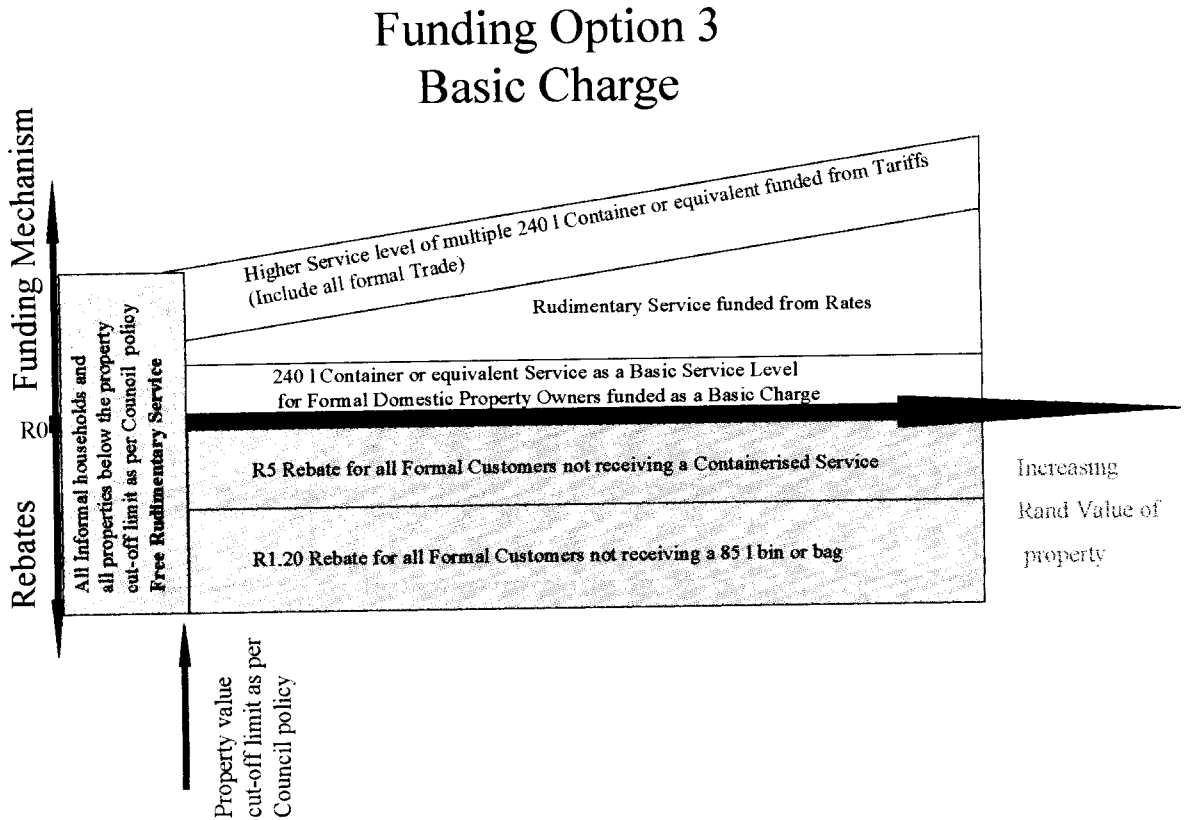 Funding Option 3
Basic Charge
Funding Mechanism
R0
Rebates
All Informal households and
all properties below the property
cut-off limit as per Council policy
Free Rudimentary Service
Higher Service level of multiple 240 l Container or equivalent funded from Tariffs
(Include all formal Trade)
Rudimentary Service funded from Rates
240 l Container or equivalent Service as a Basic Service Level
for Formal Domestic Property Owners funded as a Basic Charge
R5 Rebate for all Formal Customers not receiving a Containerised Service
R1.20 Rebate for all Formal Customers not receiving a 85 l bin or bag
Increasing
Rand Value of
property
Property value
cut-off limit as per
Council policy